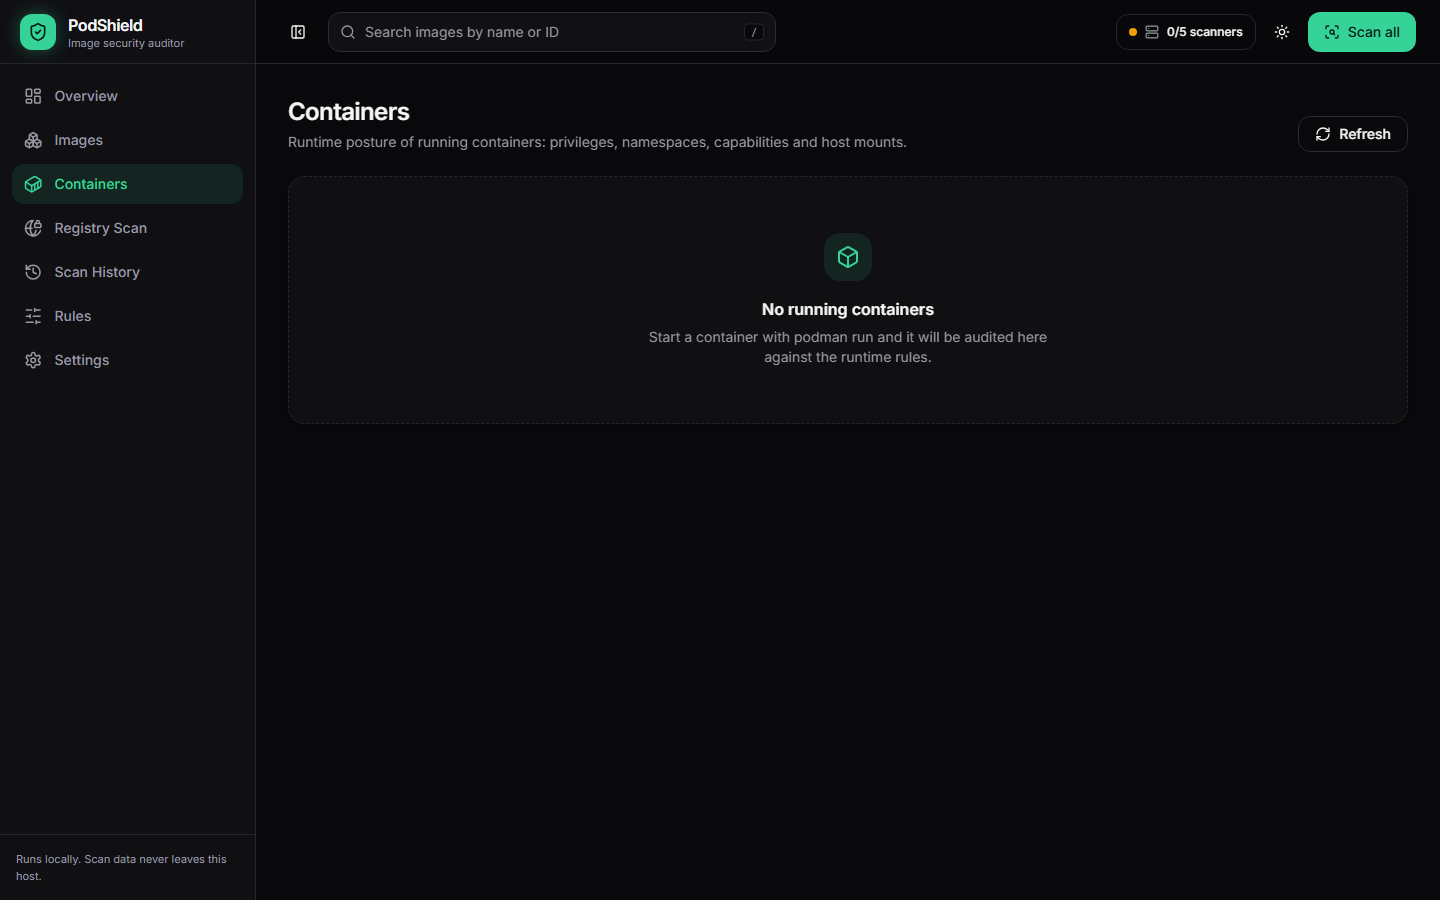 PodShield
Image security auditor
Search images by name or ID
/
0/5 scanners
Scan all
Overview
Images
Containers
Registry Scan
Scan History
Rules
Settings
Containers
Runtime posture of running containers: privileges, namespaces, capabilities and host mounts.
Refresh
No running containers
Start a container with podman run and it will be audited here
against the runtime rules.
Runs locally. Scan data never leaves this
host.